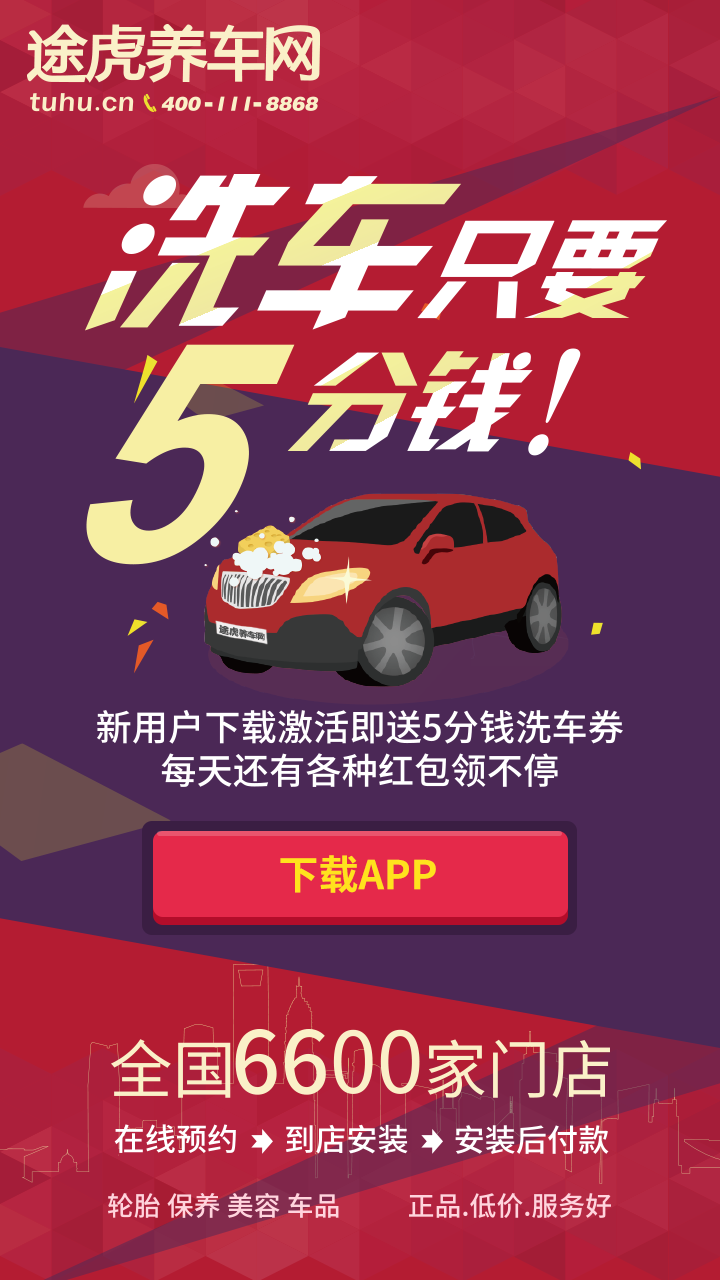 途虎养车网
tuhu.cn 400-111-8868
洗车只要
5分钱!
途虎养车网
新用户下载激活即送5分钱洗车券
每天还有各种红包领不停
下载APP
全国6600家门店
在线预约 到店安装 安装后付款
轮胎 保养 美容 车品 正品.低价.服务好